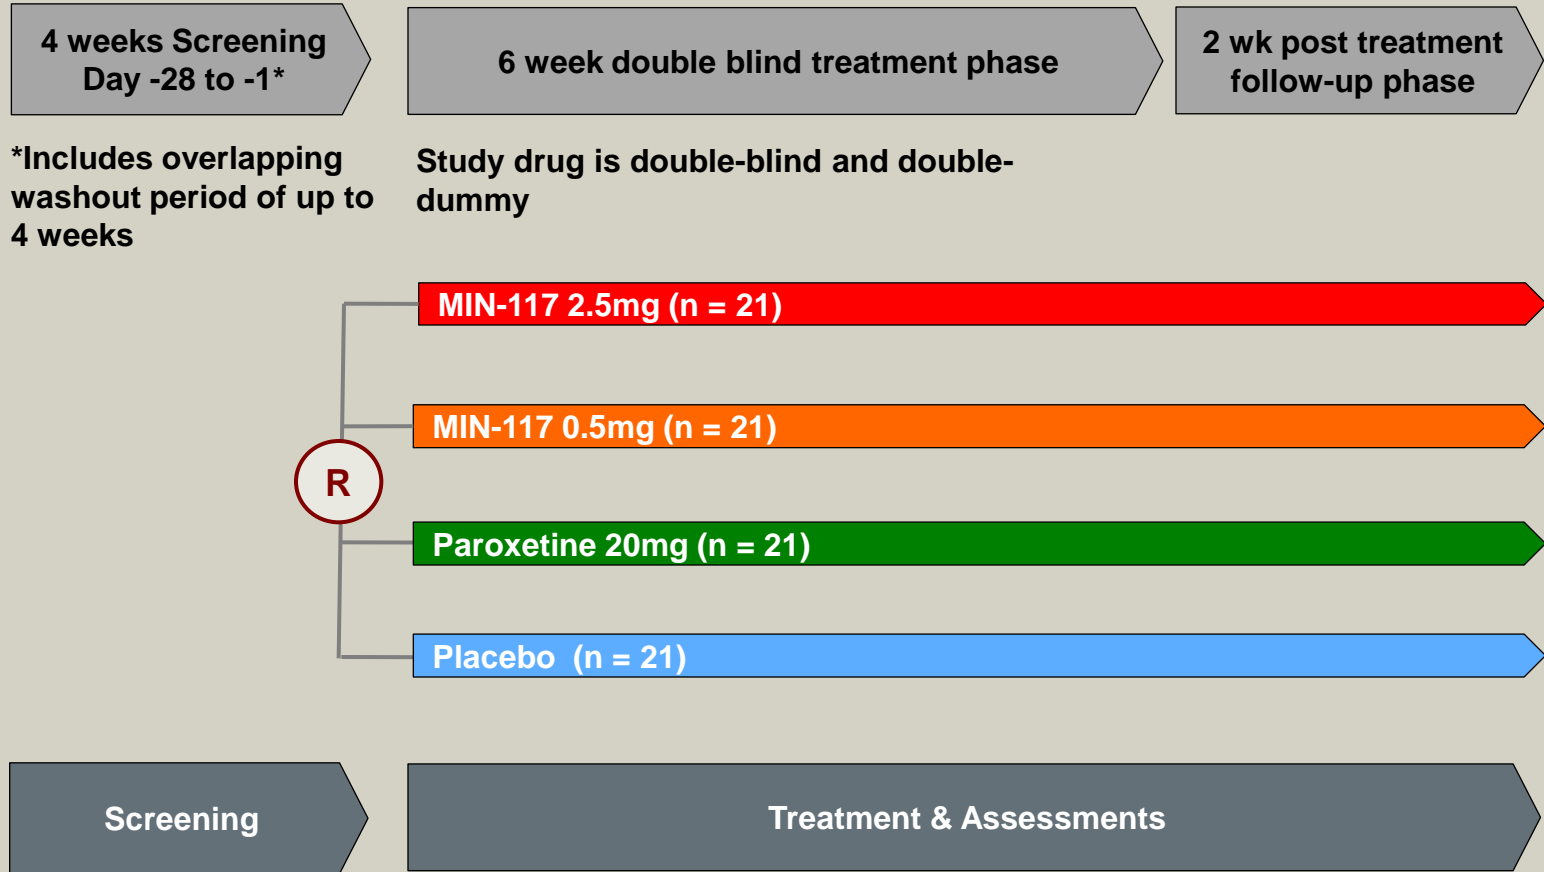 4 weeks Screening
Day -28 to -1*
6 week double blind treatment phase
2 wk post treatment
follow-up phase
*Includes overlapping
washout period of up to
4 weeks
Study drug is double-blind and double-
dummy
MIN-117 2.5mg (n = 21)
MIN-117 0.5mg (n = 21)
R
Paroxetine 20mg (n = 21)
Placebo (n = 21)
Screening
Treatment & Assessments